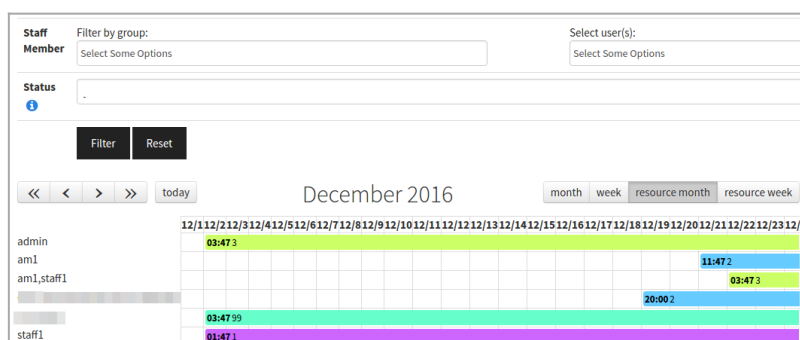 Staff Member
Filter by group:
Select user(s):
Select Some Options
Select Some Options
Status
-
Filter
Reset
today
December 2016
month
week
resource month
resource week
12/1 12/2 12/3 12/4 12/5 12/6 12/7 12/8 12/9 12/10 12/11 12/12 12/13 12/14 12/15 12/16 12/17 12/18 12/19 12/20 12/21 12/22 12/23 12/
admin
03:47 3
am1
11:47 2
am1,staff1
03:47 3
20:00 2
03:47 99
staff1
01:47 1